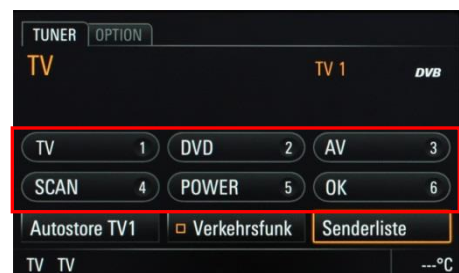 TUNER OPTION
TV TV 1 DVB
TV 1 DVD 2 AV 3
SCAN 4 POWER 5 OK 6
Autostore TV1 Verkehrsfunk Senderliste
TV TV ---°C